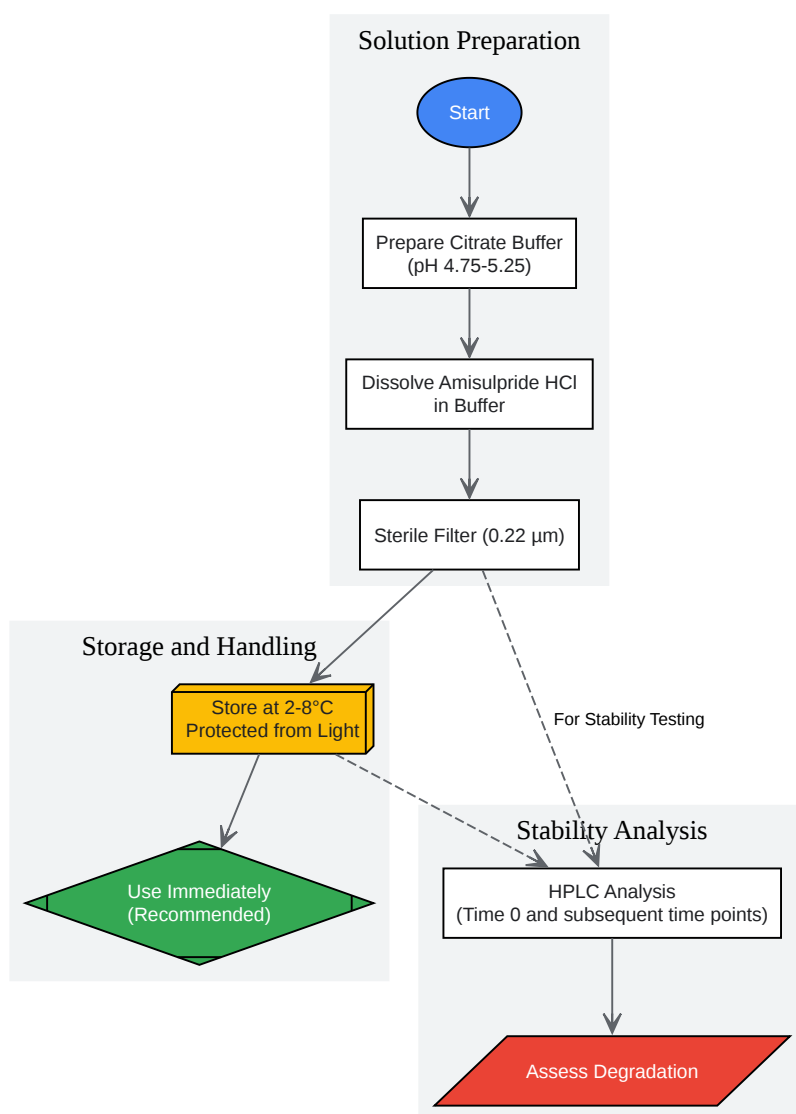 Solution Preparation
Start
Prepare Citrate Buffer
(pH 4.75-5.25)
Dissolve Amisulpride HCl
in Buffer
Sterile Filter (0.22 µm)
Storage and Handling
Store at 2-8°C
Protected from Light
For Stability Testing
Stability Analysis
Use Immediately
(Recommended)
HPLC Analysis
(Time 0 and subsequent time points)
Assess Degradation